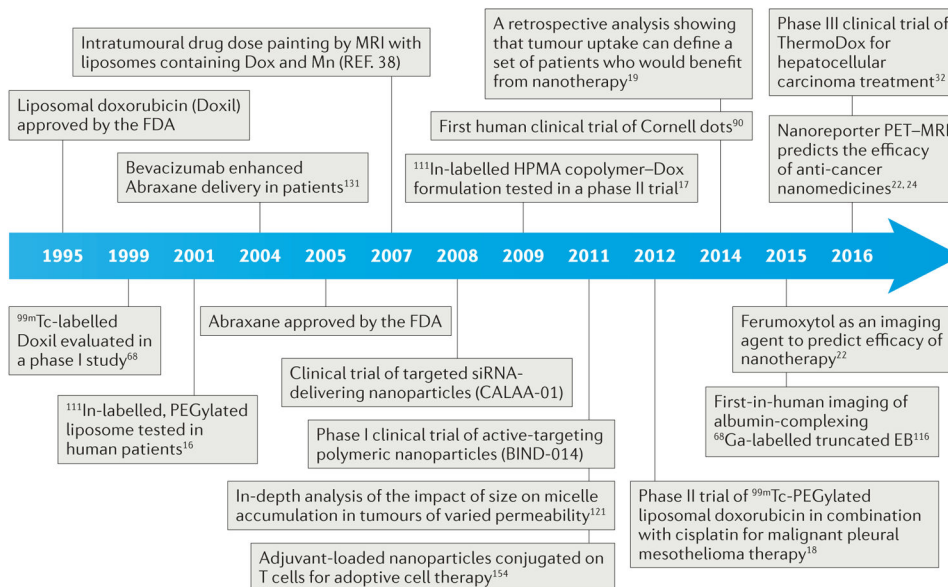 Intratumoural drug dose painting by MRI with
liposomes containing Dox and Mn (REF. 38)
A retrospective analysis showing
that tumour uptake can define a
set of patients who would benefit
from nanotherapy¹⁹
Phase III clinical trial of
ThermoDox for
hepatocellular
carcinoma treatment³²
Liposomal doxorubicin (Doxil)
approved by the FDA
First human clinical trial of Cornell dots⁹⁰
Nanoreporter PET–MRI
predicts the efficacy
of anti-cancer
nanomedicines²²,²⁴
Bevacizumab enhanced
Abraxane delivery in patients¹³¹
¹¹¹In-labelled HPMA copolymer–Dox
formulation tested in a phase II trial¹⁷
1995 1999 2001 2004 2005 2007 2008 2009 2011 2012 2014 2015 2016
⁹⁹ᵐTc-labelled
Doxil evaluated in
a phase I study⁶⁸
Abraxane approved by the FDA
Ferumoxytol as an imaging
agent to predict efficacy of
nanotherapy²²
Clinical trial of targeted siRNA-
delivering nanoparticles (CALAA-01)
¹¹¹In-labelled, PEGylated
liposome tested in
human patients¹⁶
First-in-human imaging of
albumin-complexing
⁶⁸Ga-labelled truncated EB¹¹⁶
Phase I clinical trial of active-targeting
polymeric nanoparticles (BIND-014)
In-depth analysis of the impact of size on micelle
accumulation in tumours of varied permeability¹²¹
Phase II trial of ⁹⁹ᵐTc-PEGylated
liposomal doxorubicin in combination
with cisplatin for malignant pleural
mesothelioma therapy¹⁸
Adjuvant-loaded nanoparticles conjugated on
T cells for adoptive cell therapy¹⁵⁴